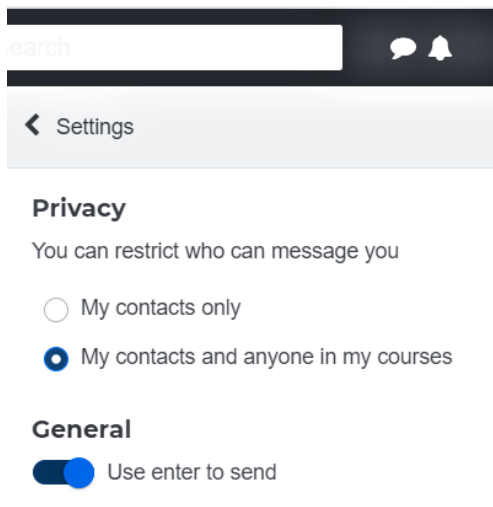 earch
Settings
Privacy
You can restrict who can message you
My contacts only
My contacts and anyone in my courses
General
Use enter to send